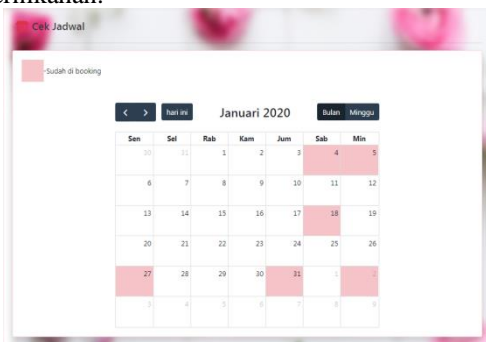 Cek Jadwal
-Sudah di booking
hari ini
Januari 2020
Bulan Minggu
Sen Sel Rab Kam Jum Sab Min
30 31 1 2 3 4 5
6 7 8 9 10 11 12
13 14 15 16 17 18 19
20 21 22 23 24 25 26
27 28 29 30 31 1 2
3 4 5 6 7 8 9